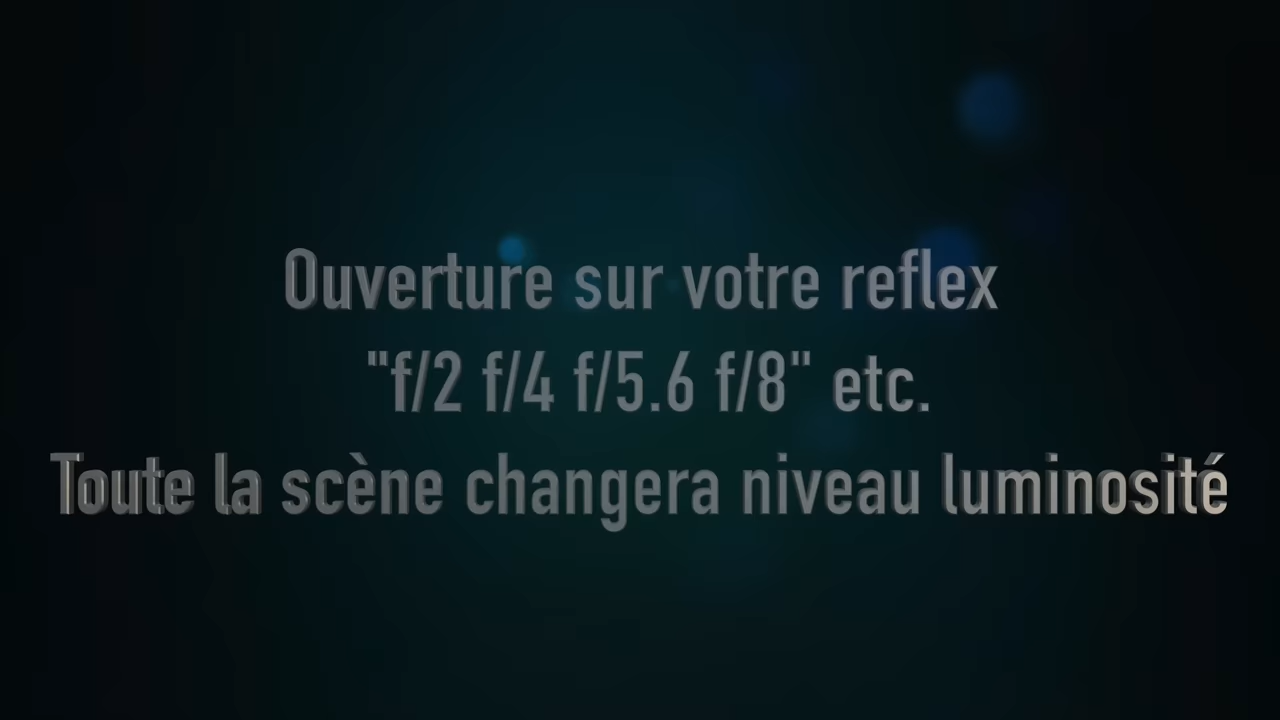 Ouverture sur votre reflex
"f/2 f/4 f/5.6 f/8" etc.
Toute la scène changera niveau luminosité